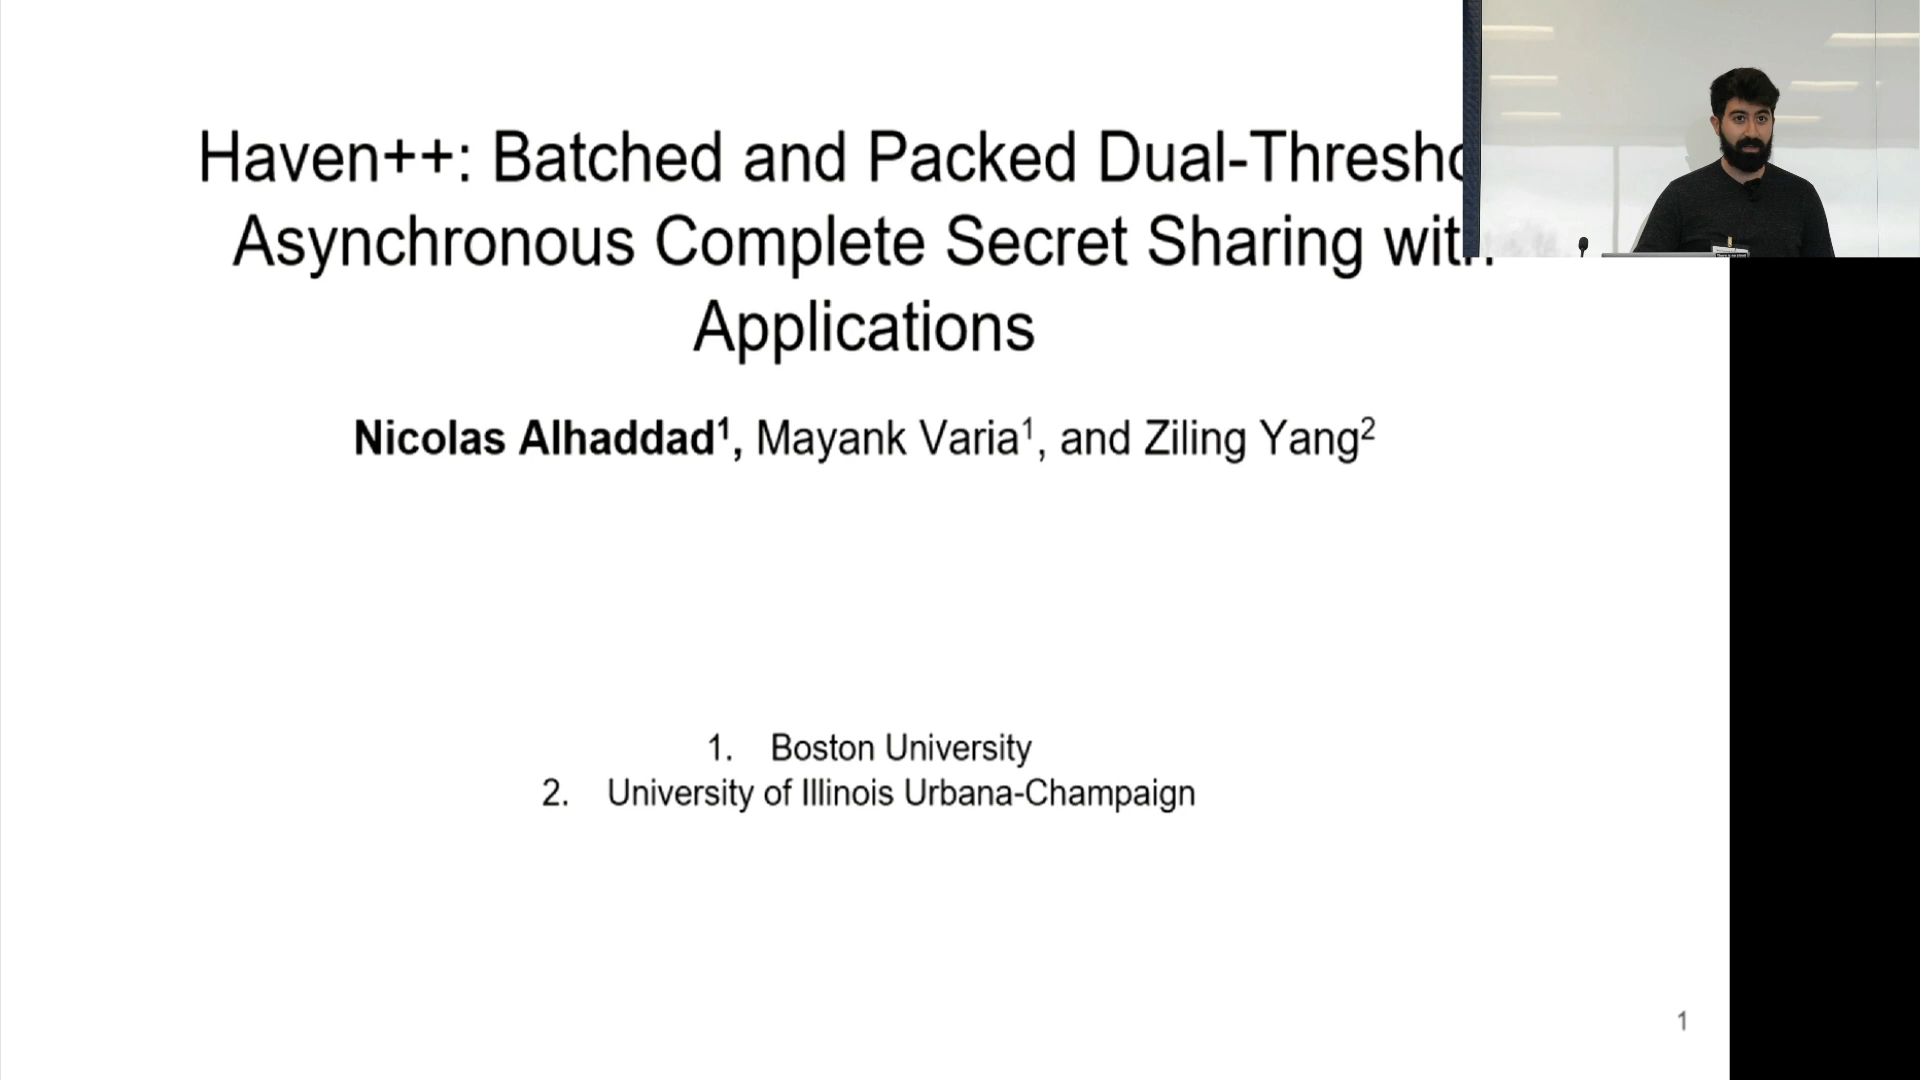 Haven++: Batched and Packed Dual-Thresho
Asynchronous Complete Secret Sharing with
Applications
Nicolas Alhaddad¹, Mayank Varia¹, and Ziling Yang²
1. Boston University
2. University of Illinois Urbana-Champaign
1